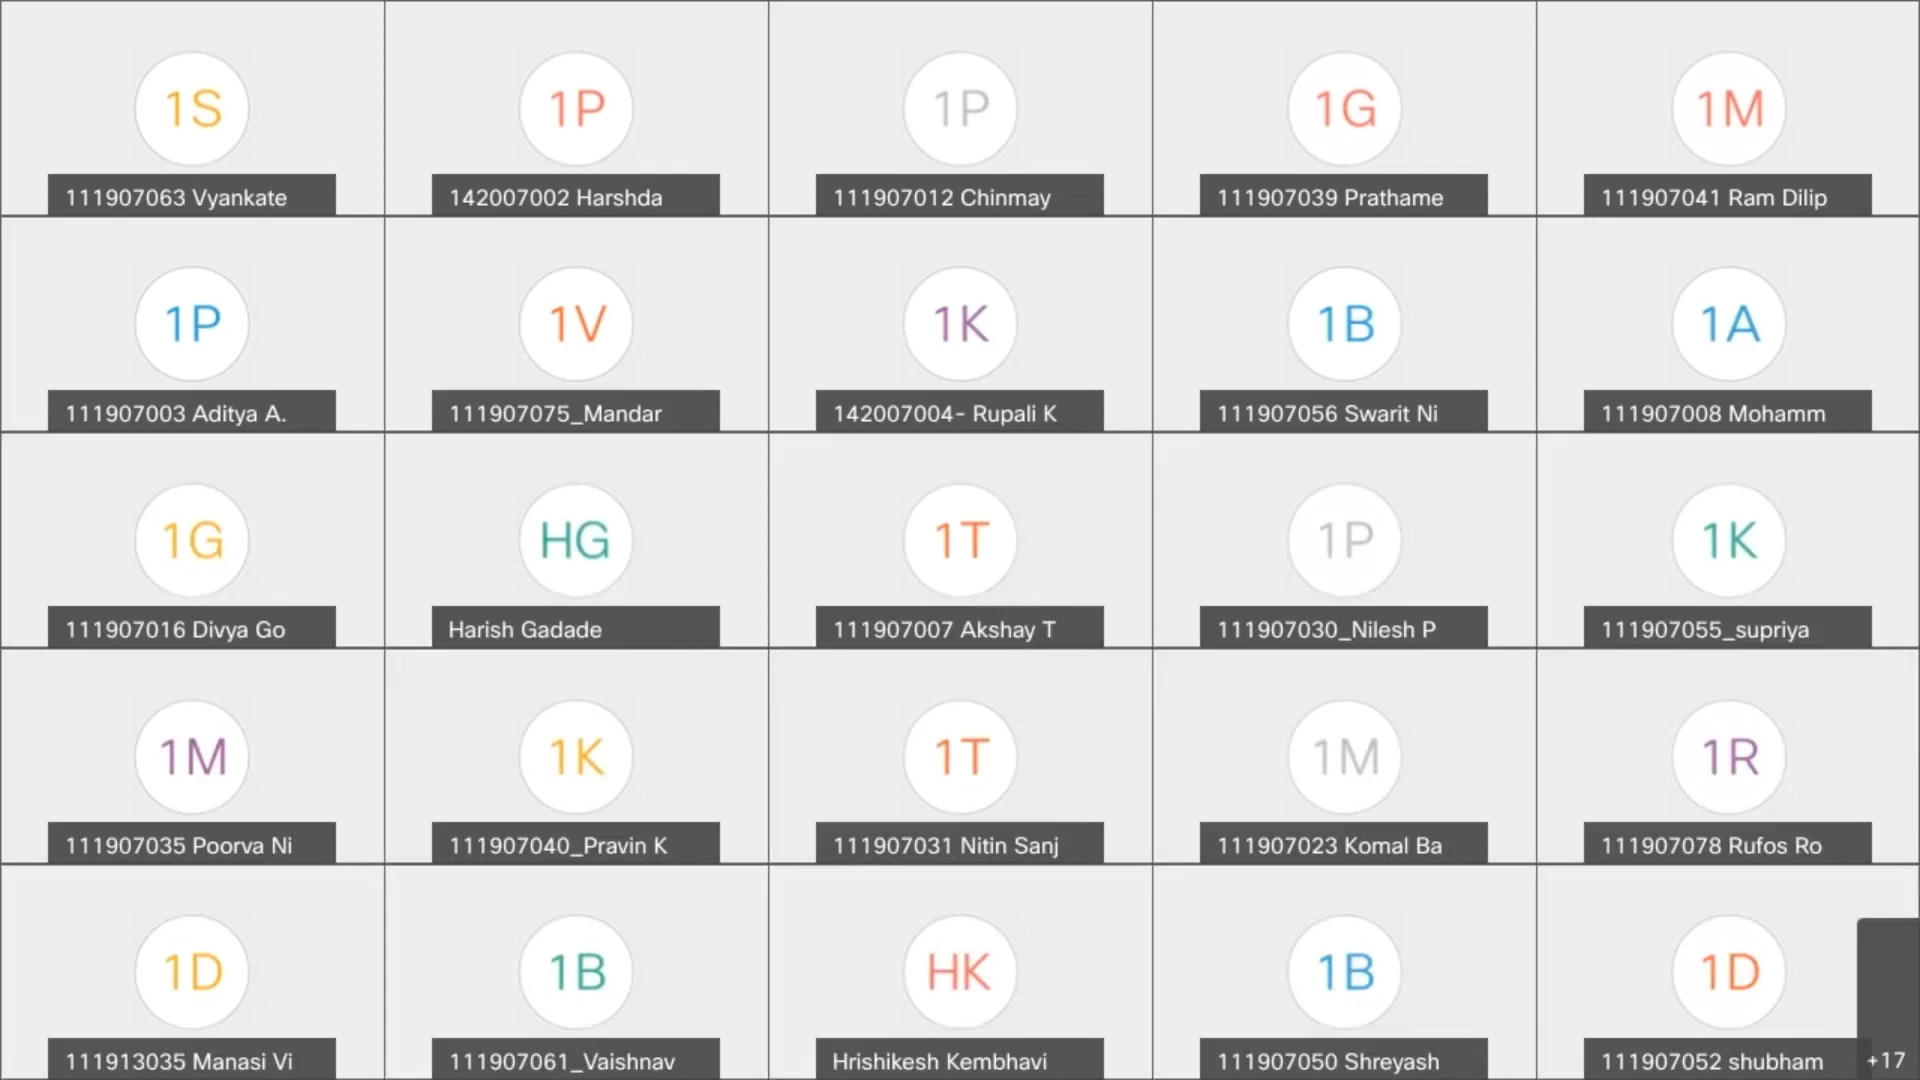 1S
1P
1P
1G
1M
111907063 Vyankate
142007002 Harshda
111907012 Chinmay
111907039 Prathame
111907041 Ram Dilip
1P
1V
1K
1B
1A
111907003 Aditya A.
111907075_Mandar
142007004- Rupali K
111907056 Swarit Ni
111907008 Mohamm
1G
HG
1T
1P
1K
111907016 Divya Go
Harish Gadade
111907007 Akshay T
111907030_Nilesh P
111907055_supriya
1M
1K
1T
1M
1R
111907035 Poorva Ni
111907040_Pravin K
111907031 Nitin Sanj
111907023 Komal Ba
111907078 Rufos Ro
1D
1B
HK
1B
1D
111913035 Manasi Vi
111907061_Vaishnav
Hrishikesh Kembhavi
111907050 Shreyash
111907052 shubham
+17